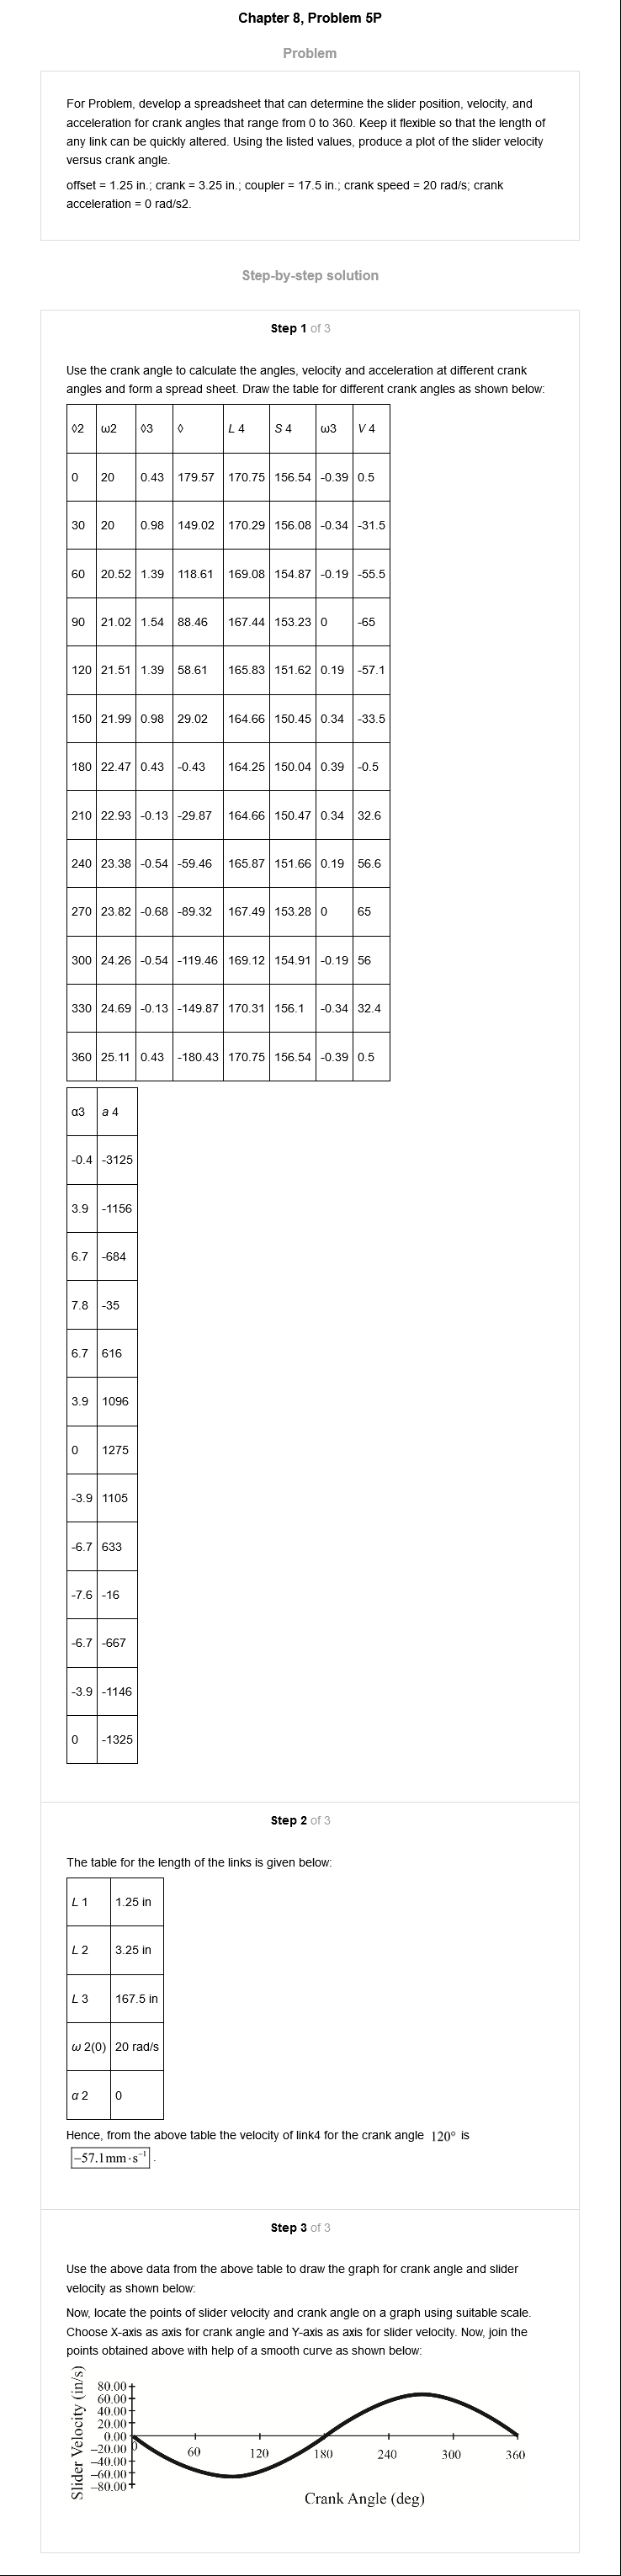 Chapter 8, Problem 5P
Problem
For Problem, develop a spreadsheet that can determine the slider position, velocity, and
acceleration for crank angles that range from 0 to 360. Keep it flexible so that the length of
any link can be quickly altered. Using the listed values, produce a plot of the slider velocity
versus crank angle.
offset = 1.25 in.; crank = 3.25 in.; coupler = 17.5 in.; crank speed = 20 rad/s; crank
acceleration = 0 rad/s2.
Step-by-step solution
Step 1 of 3
Use the crank angle to calculate the angles, velocity and acceleration at different crank
angles and form a spread sheet. Draw the table for different crank angles as shown below:
◊2 ω2 ◊3 ◊ L 4 S 4 ω3 V 4
0 20 0.43 179.57 170.75 156.54 -0.39 0.5
30 20 0.98 149.02 170.29 156.08 -0.34 -31.5
60 20.52 1.39 118.61 169.08 154.87 -0.19 -55.5
90 21.02 1.54 88.46 167.44 153.23 0 -65
120 21.51 1.39 58.61 165.83 151.62 0.19 -57.1
150 21.99 0.98 29.02 164.66 150.45 0.34 -33.5
180 22.47 0.43 -0.43 164.25 150.04 0.39 -0.5
210 22.93 -0.13 -29.87 164.66 150.47 0.34 32.6
240 23.38 -0.54 -59.46 165.87 151.66 0.19 56.6
270 23.82 -0.68 -89.32 167.49 153.28 0 65
300 24.26 -0.54 -119.46 169.12 154.91 -0.19 56
330 24.69 -0.13 -149.87 170.31 156.1 -0.34 32.4
360 25.11 0.43 -180.43 170.75 156.54 -0.39 0.5
α3 a 4
-0.4 -3125
3.9 -1156
6.7 -684
7.8 -35
6.7 616
3.9 1096
0 1275
-3.9 1105
-6.7 633
-7.6 -16
-6.7 -667
-3.9 -1146
0 -1325
Step 2 of 3
The table for the length of the links is given below:
L 1 1.25 in
L 2 3.25 in
L 3 167.5 in
ω 2(0) 20 rad/s
α 2 0
Hence, from the above table the velocity of link4 for the crank angle 120° is
−57.1mm·s⁻¹ .
Step 3 of 3
Use the above data from the above table to draw the graph for crank angle and slider
velocity as shown below:
Now, locate the points of slider velocity and crank angle on a graph using suitable scale.
Choose X-axis as axis for crank angle and Y-axis as axis for slider velocity. Now, join the
points obtained above with help of a smooth curve as shown below:
Slider Velocity (in/s)
80.00
60.00
40.00
20.00
0.00
−20.00
−40.00
−60.00
−80.00
0 60 120 180 240 300 360
Crank Angle (deg)